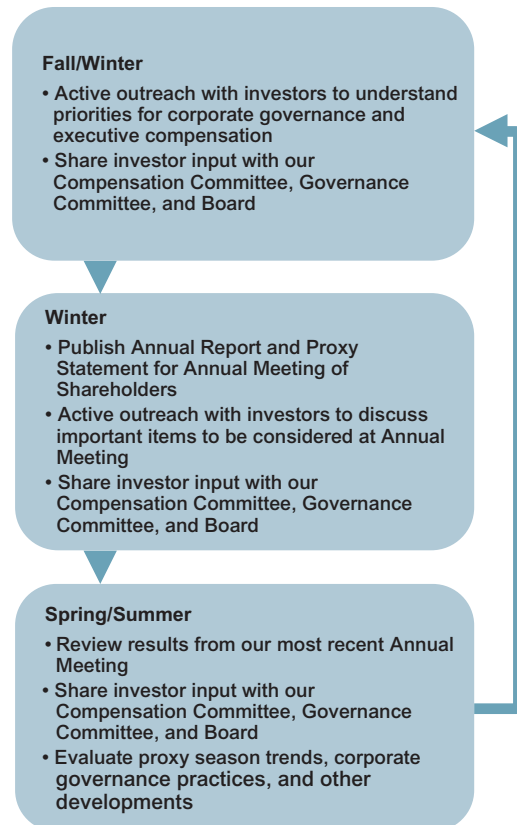 Fall/Winter
• Active outreach with investors to understand
priorities for corporate governance and
executive compensation
• Share investor input with our
Compensation Committee, Governance
Committee, and Board
Winter
• Publish Annual Report and Proxy
Statement for Annual Meeting of
Shareholders
• Active outreach with investors to discuss
important items to be considered at Annual
Meeting
• Share investor input with our
Compensation Committee, Governance
Committee, and Board
Spring/Summer
• Review results from our most recent Annual
Meeting
• Share investor input with our
Compensation Committee, Governance
Committee, and Board
• Evaluate proxy season trends, corporate
governance practices, and other
developments